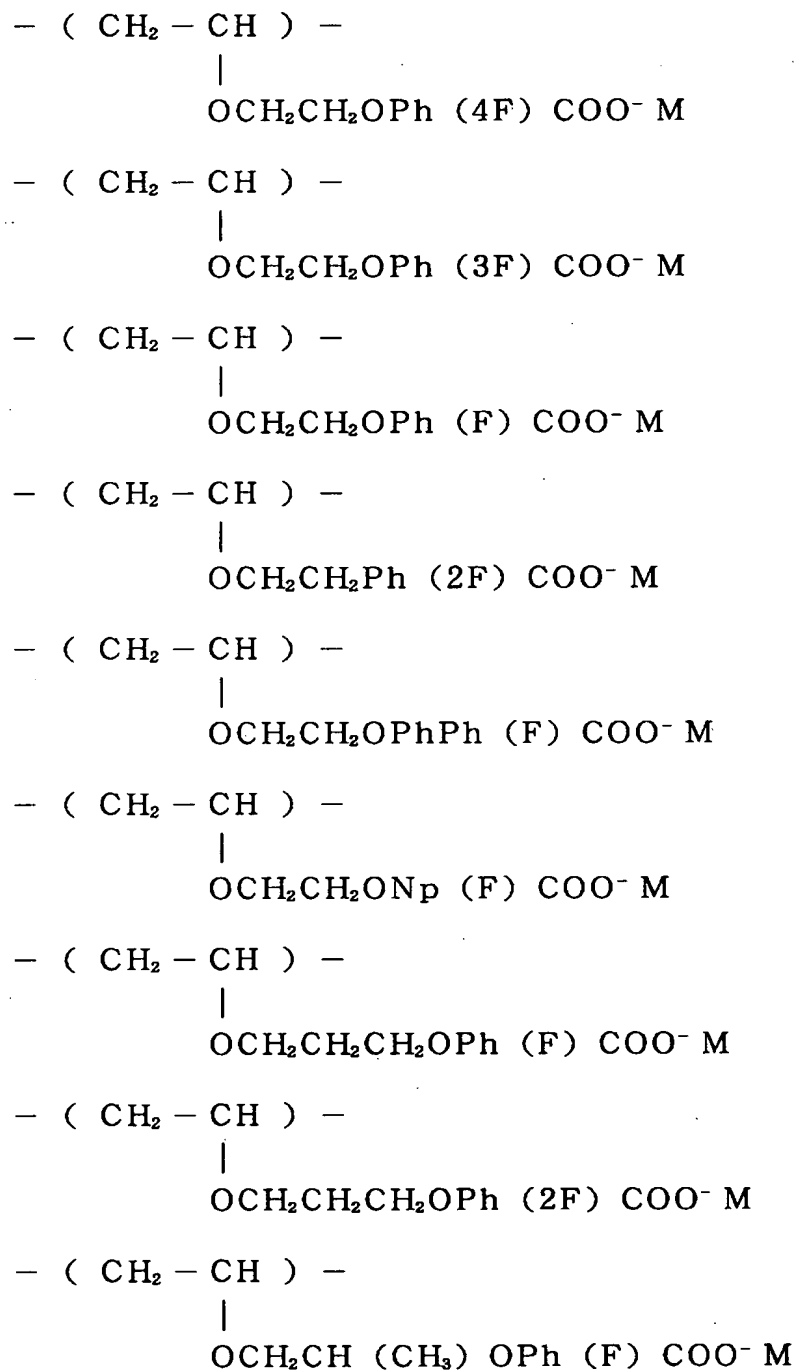 − ( CH₂ − CH ) −
|
OCH₂CH₂OPh (4F) COO⁻ M
− ( CH₂ − CH ) −
|
OCH₂CH₂OPh (3F) COO⁻ M
− ( CH₂ − CH ) −
|
OCH₂CH₂OPh (F) COO⁻ M
− ( CH₂ − CH ) −
|
OCH₂CH₂Ph (2F) COO⁻ M
− ( CH₂ − CH ) −
|
OCH₂CH₂OPhPh (F) COO⁻ M
− ( CH₂ − CH ) −
|
OCH₂CH₂ONp (F) COO⁻ M
− ( CH₂ − CH ) −
|
OCH₂CH₂CH₂OPh (F) COO⁻ M
− ( CH₂ − CH ) −
|
OCH₂CH₂CH₂OPh (2F) COO⁻ M
− ( CH₂ − CH ) −
|
OCH₂CH (CH₃) OPh (F) COO⁻ M